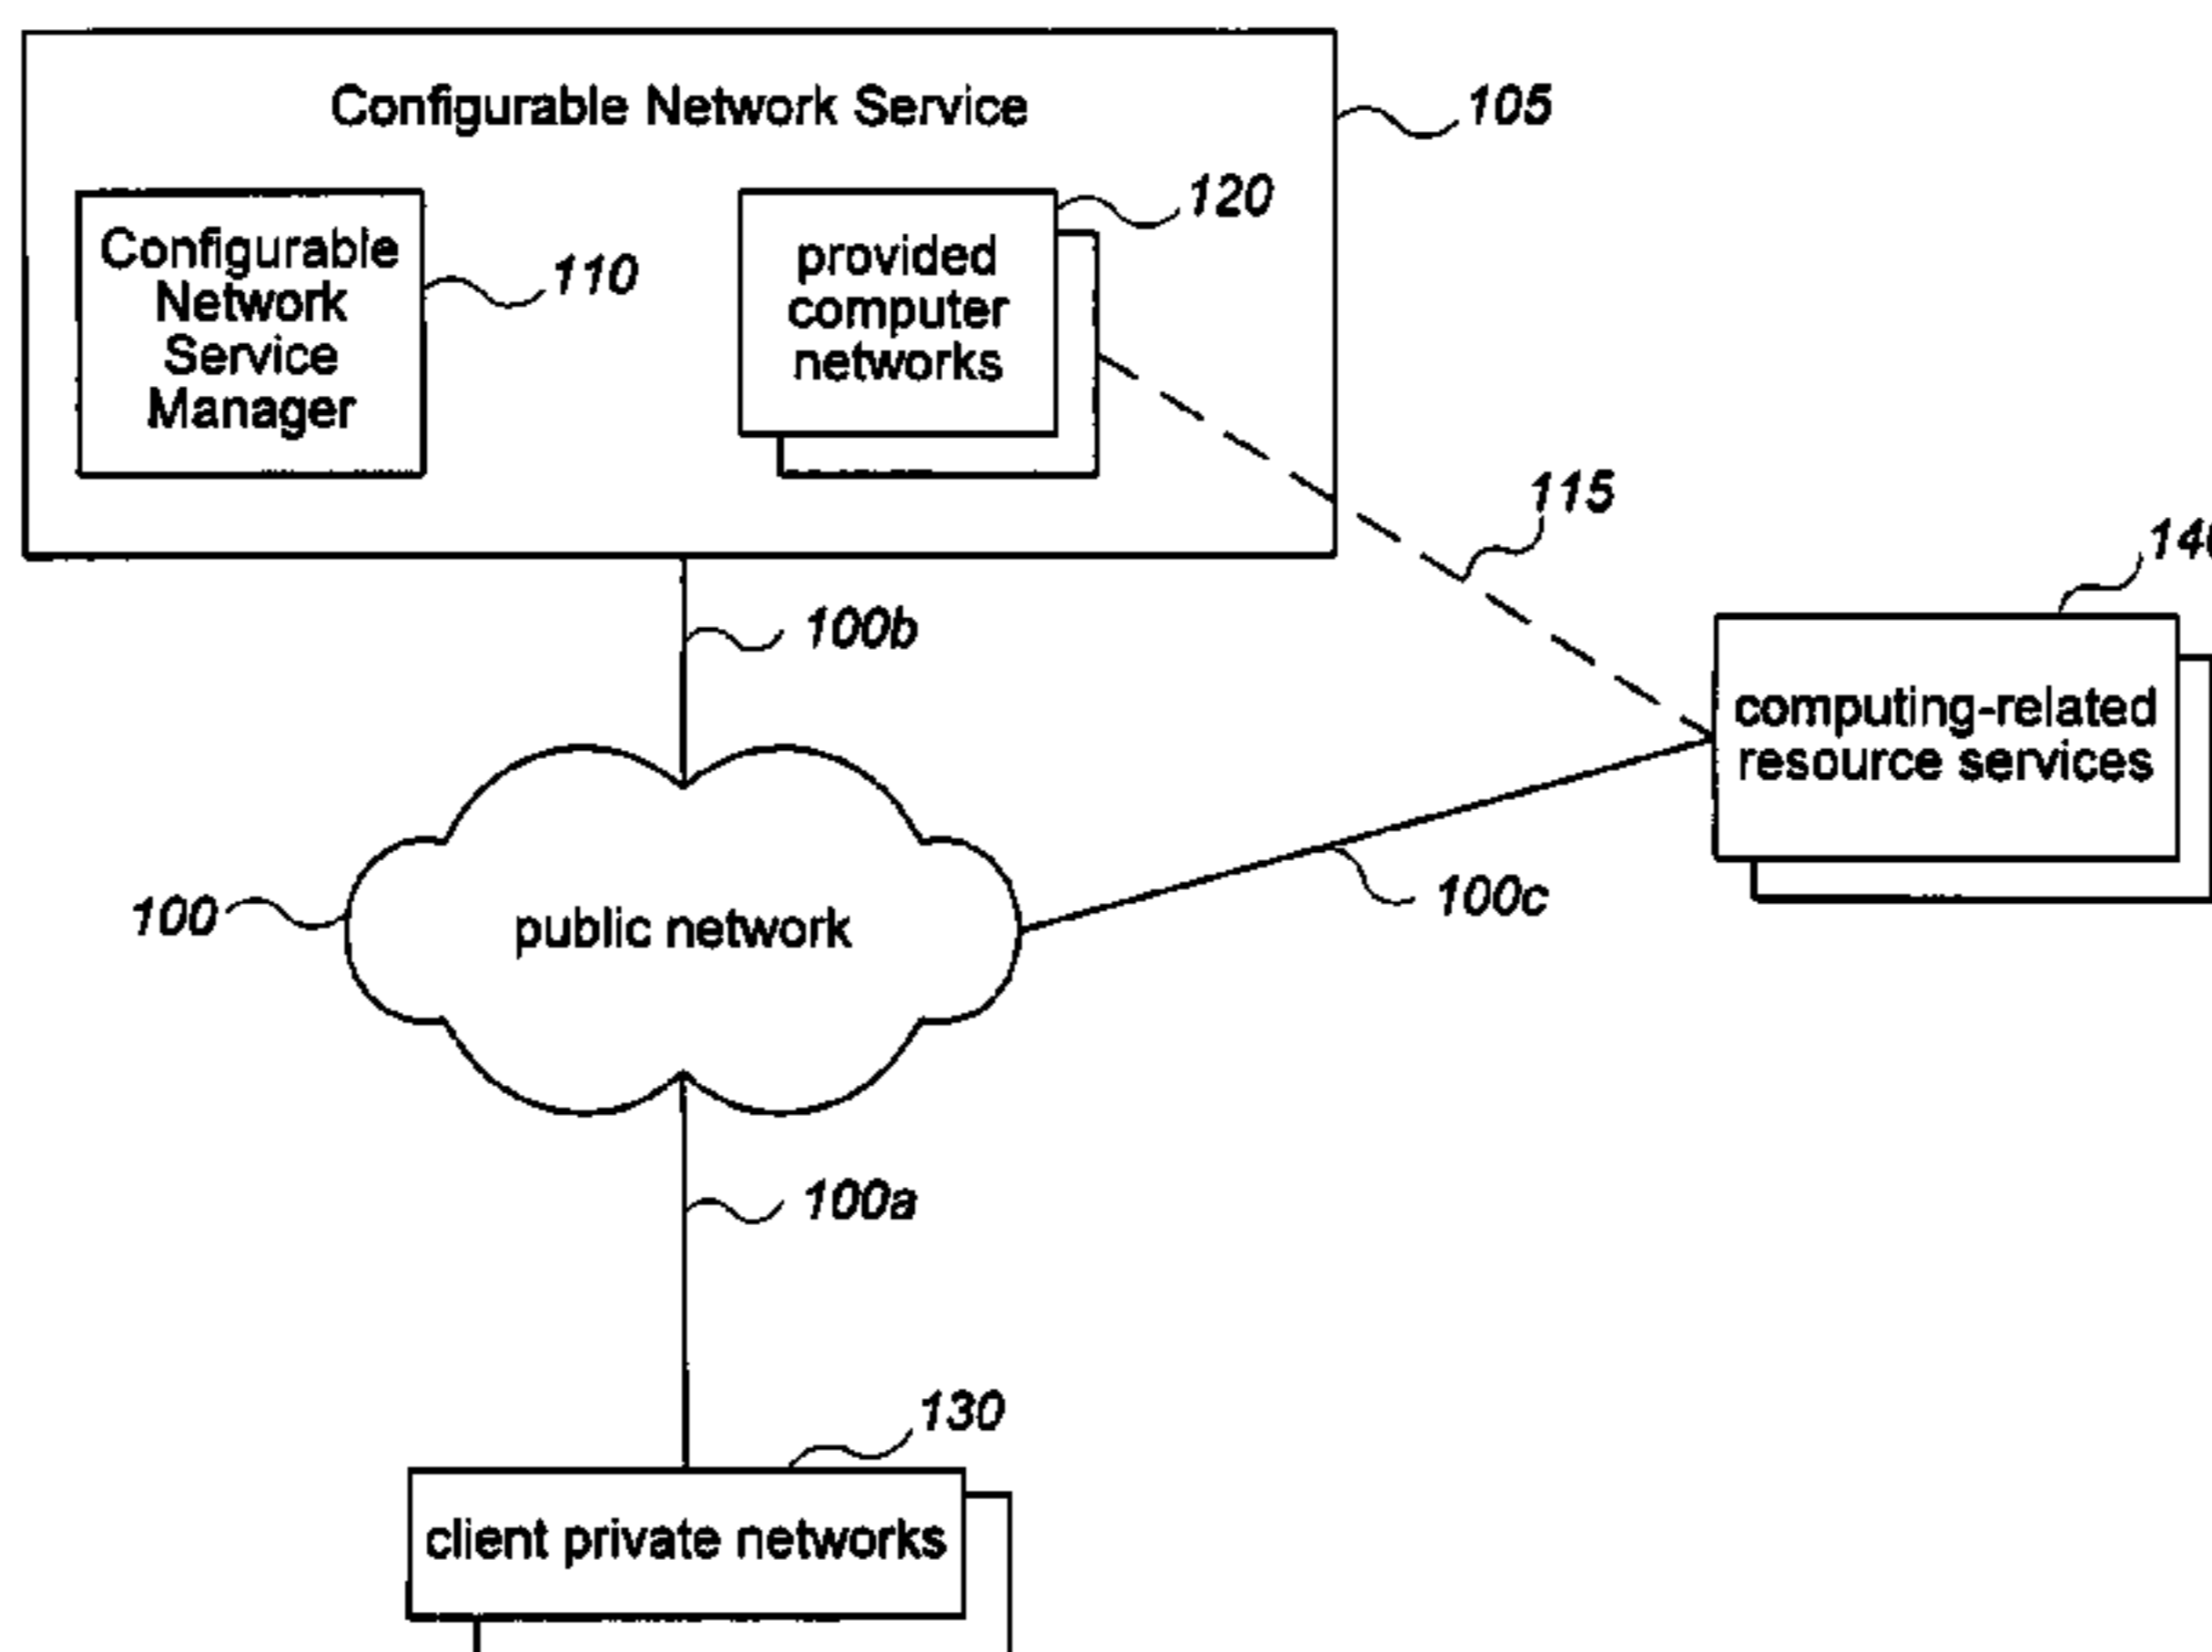 Configurable Network Service
105
Configurable
Network
Service
Manager
110
provided
computer
networks
120
115
100b
computing-related
resource services
100
public network
100c
100a
130
client private networks